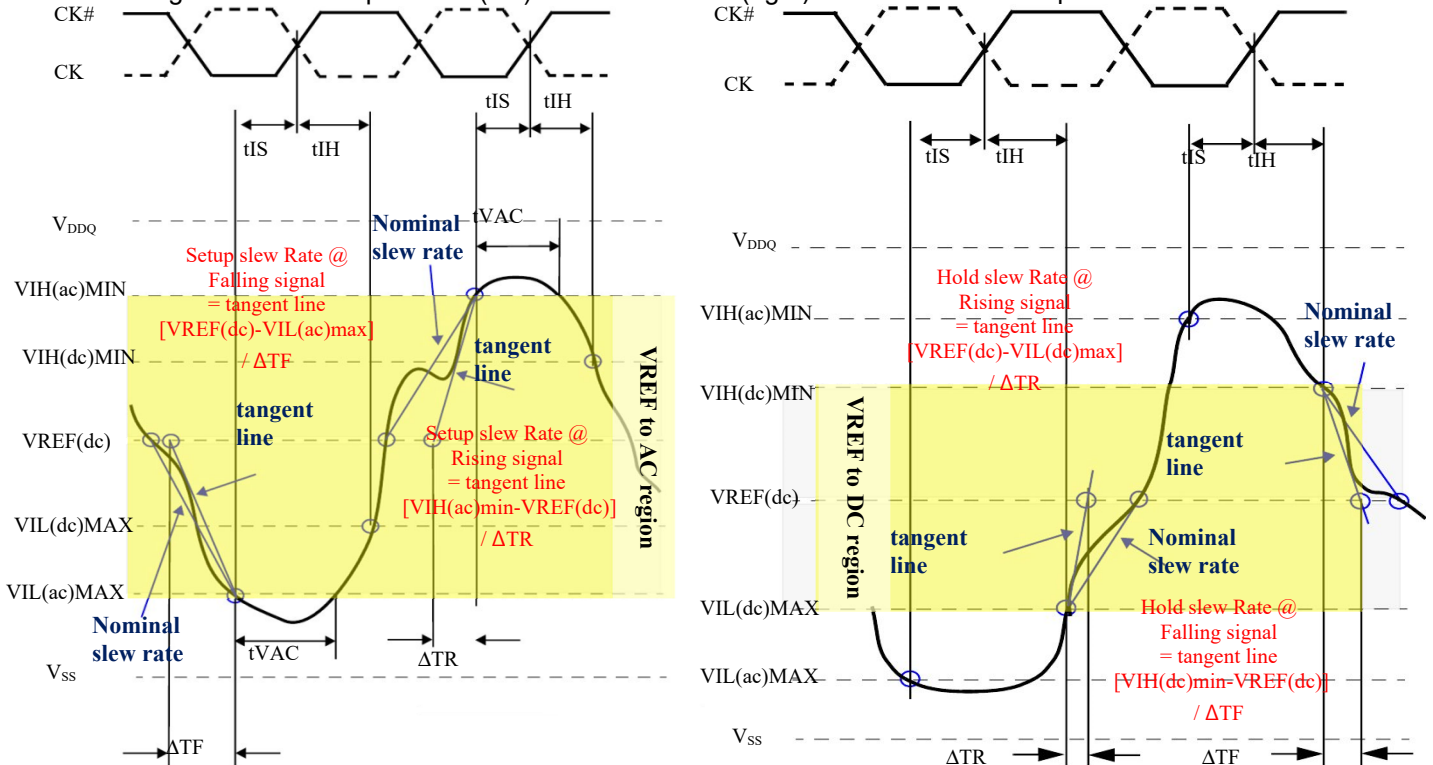 CK#
CK
tIS
tIH
tIS
tIH
VDDQ
Nominal
slew rate
tVAC
Setup slew Rate @
Falling signal
= tangent line
[VREF(dc)-VIL(ac)max]
/ ΔTF
VIH(ac)MIN
VIH(dc)MIN
tangent
line
VREF to AC region
tangent
line
VREF(dc)
Setup slew Rate @
Rising signal
= tangent line
[VIH(ac)min-VREF(dc)]
/ ΔTR
VIL(dc)MAX
VIL(ac)MAX
Nominal
slew rate
tVAC
ΔTR
VSS
ΔTF
CK#
CK
tIS
tIH
tIS
tIH
VDDQ
Hold slew Rate @
Rising signal
= tangent line
[VREF(dc)-VIL(dc)max]
/ ΔTR
VIH(ac)MIN
Nominal
slew rate
VIH(dc)MIN
VREF to DC region
tangent
line
VREF(dc)
tangent
line
Nominal
slew rate
VIL(dc)MAX
Hold slew Rate @
Falling signal
= tangent line
[VIH(dc)min-VREF(dc)]
/ ΔTF
VIL(ac)MAX
VSS
ΔTR
ΔTF